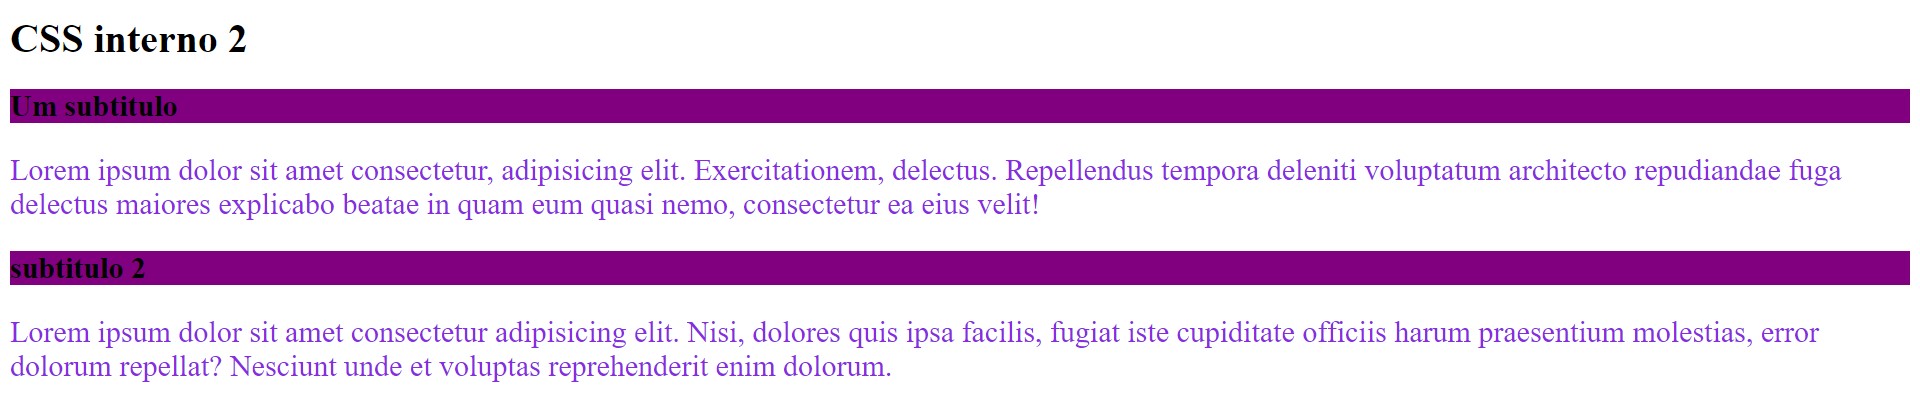 CSS interno 2
Um subtitulo
Lorem ipsum dolor sit amet consectetur, adipisicing elit. Exercitationem, delectus. Repellendus tempora deleniti voluptatum architecto repudiandae fuga
delectus maiores explicabo beatae in quam eum quasi nemo, consectetur ea eius velit!
subtitulo 2
Lorem ipsum dolor sit amet consectetur adipisicing elit. Nisi, dolores quis ipsa facilis, fugiat iste cupiditate officiis harum praesentium molestias, error
dolorum repellat? Nesciunt unde et voluptas reprehenderit enim dolorum.